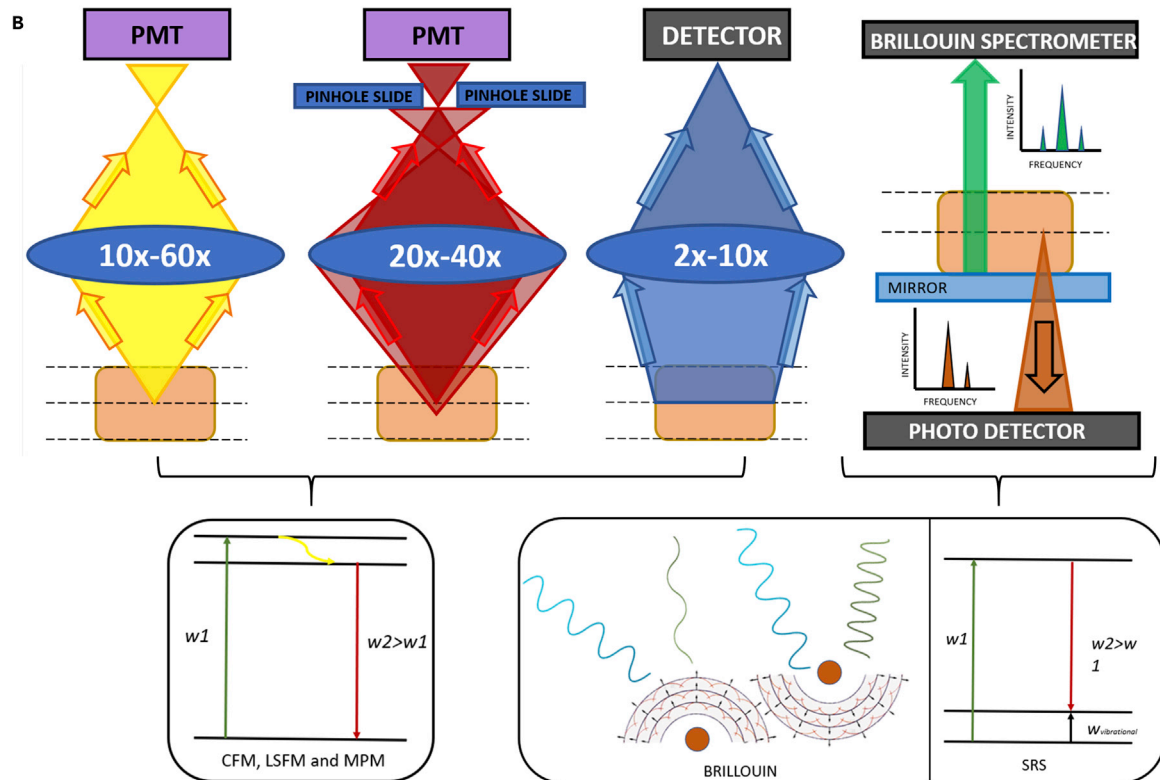 B
PMT
PMT
DETECTOR
BRILLOUIN SPECTROMETER
PINHOLE SLIDE
PINHOLE SLIDE
INTENSITY
FREQUENCY
10x-60x
20x-40x
2x-10x
MIRROR
INTENSITY
FREQUENCY
PHOTO DETECTOR
w1
w2>w1
CFM, LSFM and MPM
BRILLOUIN
w1
w2>w
1
Wvibrational
SRS